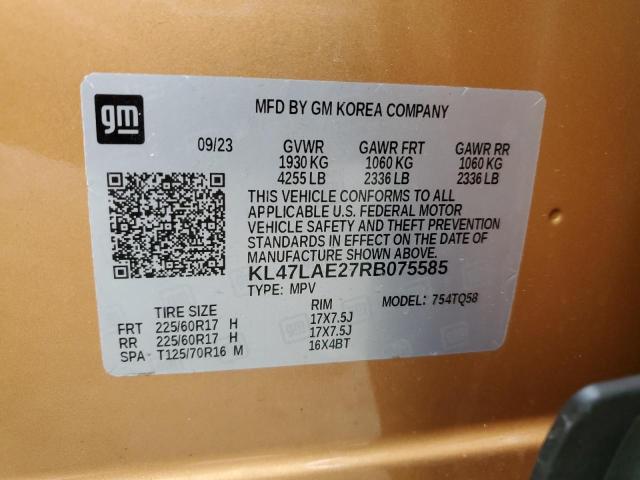 gm
MFD BY GM KOREA COMPANY
09/23 GVWR GAWR FRT GAWR RR
1930 KG 1060 KG 1060 KG
4255 LB 2336 LB 2336 LB
THIS VEHICLE CONFORMS TO ALL
APPLICABLE U.S. FEDERAL MOTOR
VEHICLE SAFETY AND THEFT PREVENTION
STANDARDS IN EFFECT ON THE DATE OF
MANUFACTURE SHOWN ABOVE.
KL47LAE27RB075585
TYPE: MPV MODEL: 754TQ58
TIRE SIZE RIM
FRT 225/60R17 H 17X7.5J
RR 225/60R17 H 17X7.5J
SPA T125/70R16 M 16X4BT